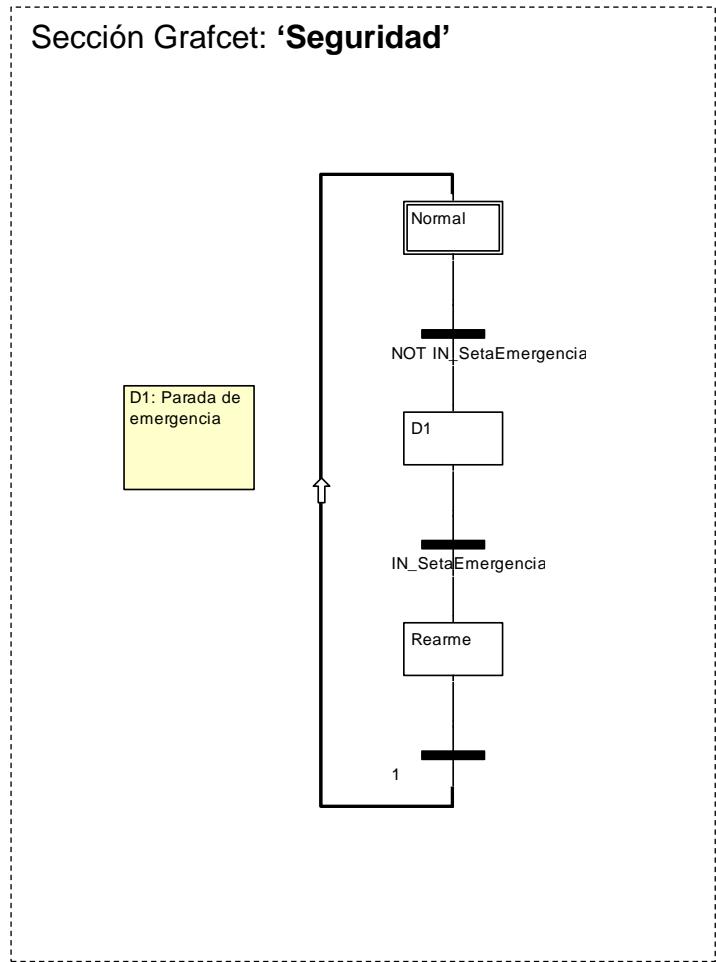 Sección Grafcet: ‘Seguridad’
Normal
NOT IN_SetaEmergencia
D1: Parada de
emergencia
D1
IN_SetaEmergencia
Rearme
1